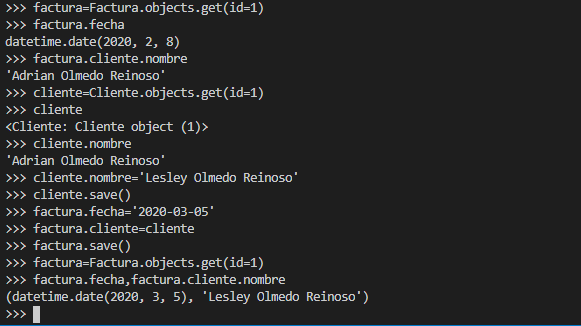 >>> factura=Factura.objects.get(id=1)
>>> factura.fecha
datetime.date(2020, 2, 8)
>>> factura.cliente.nombre
'Adrian Olmedo Reinoso'
>>> cliente=Cliente.objects.get(id=1)
>>> cliente
<Cliente: Cliente object (1)>
>>> cliente.nombre
'Adrian Olmedo Reinoso'
>>> cliente.nombre='Lesley Olmedo Reinoso'
>>> cliente.save()
>>> factura.fecha='2020-03-05'
>>> factura.cliente=cliente
>>> factura.save()
>>> factura=Factura.objects.get(id=1)
>>> factura.fecha,factura.cliente.nombre
(datetime.date(2020, 3, 5), 'Lesley Olmedo Reinoso')
>>>